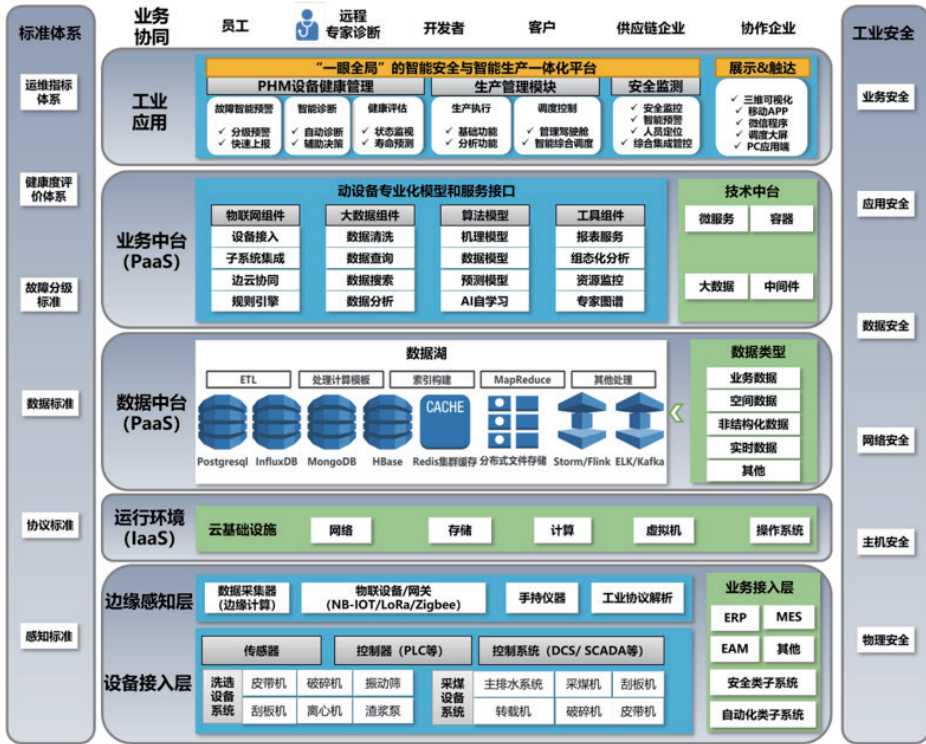 标准体系
运维指标
体系
健康度评
价体系
故障分级
标准
数据标准
协议标准
感知标准
业务
协同
员工
远程
专家诊断
开发者
客户
供应链企业
协作企业
工业
应用
“一眼全局”的智能安全与智能生产一体化平台
PHM设备健康管理
故障智能预警
✓ 分级预警
✓ 快速上报
智能诊断
✓ 自动诊断
✓ 辅助决策
健康评估
✓ 状态监视
✓ 寿命预测
生产管理模块
生产执行
✓ 基础功能
✓ 分析功能
调度控制
✓ 管理驾驶舱
✓ 智能综合调度
安全监测
✓ 安全监控
✓ 智能预警
✓ 人员定位
✓ 综合集成管控
展示&触达
✓ 三维可视化
✓ 移动APP
✓ 微信程序
✓ 调度大屏
✓ PC应用端
业务中台
(PaaS)
动设备专业化模型和服务接口
物联网组件
设备接入
子系统集成
边云协同
规则引擎
大数据组件
数据清洗
数据查询
数据搜索
数据分析
算法模型
机理模型
数据模型
预测模型
AI自学习
工具组件
报表服务
组态化分析
资源监控
专家图谱
技术中台
微服务
容器
大数据
中间件
数据中台
(PaaS)
数据湖
ETL
处理计算模板
索引构建
MapReduce
其他处理
CACHE
Postgresql
InfluxDB
MongoDB
HBase
Redis集群缓存
分布式文件存储
Storm/Flink
ELK/Kafka
数据类型
业务数据
空间数据
非结构化数据
实时数据
其他
运行环境
(IaaS)
云基础设施
网络
存储
计算
虚拟机
操作系统
边缘感知层
数据采集器
(边缘计算)
物联设备/网关
(NB-IOT/LoRa/Zigbee)
手持仪器
工业协议解析
设备接入层
传感器
控制器（PLC等）
控制系统（DCS/ SCADA等）
洗选
设备
系统
皮带机
破碎机
振动筛
刮板机
离心机
渣浆泵
采煤
设备
系统
主排水系统
采煤机
刮板机
转载机
破碎机
皮带机
业务接入层
ERP
MES
EAM
其他
安全类子系统
自动化类子系统
工业安全
业务安全
应用安全
数据安全
网络安全
主机安全
物理安全